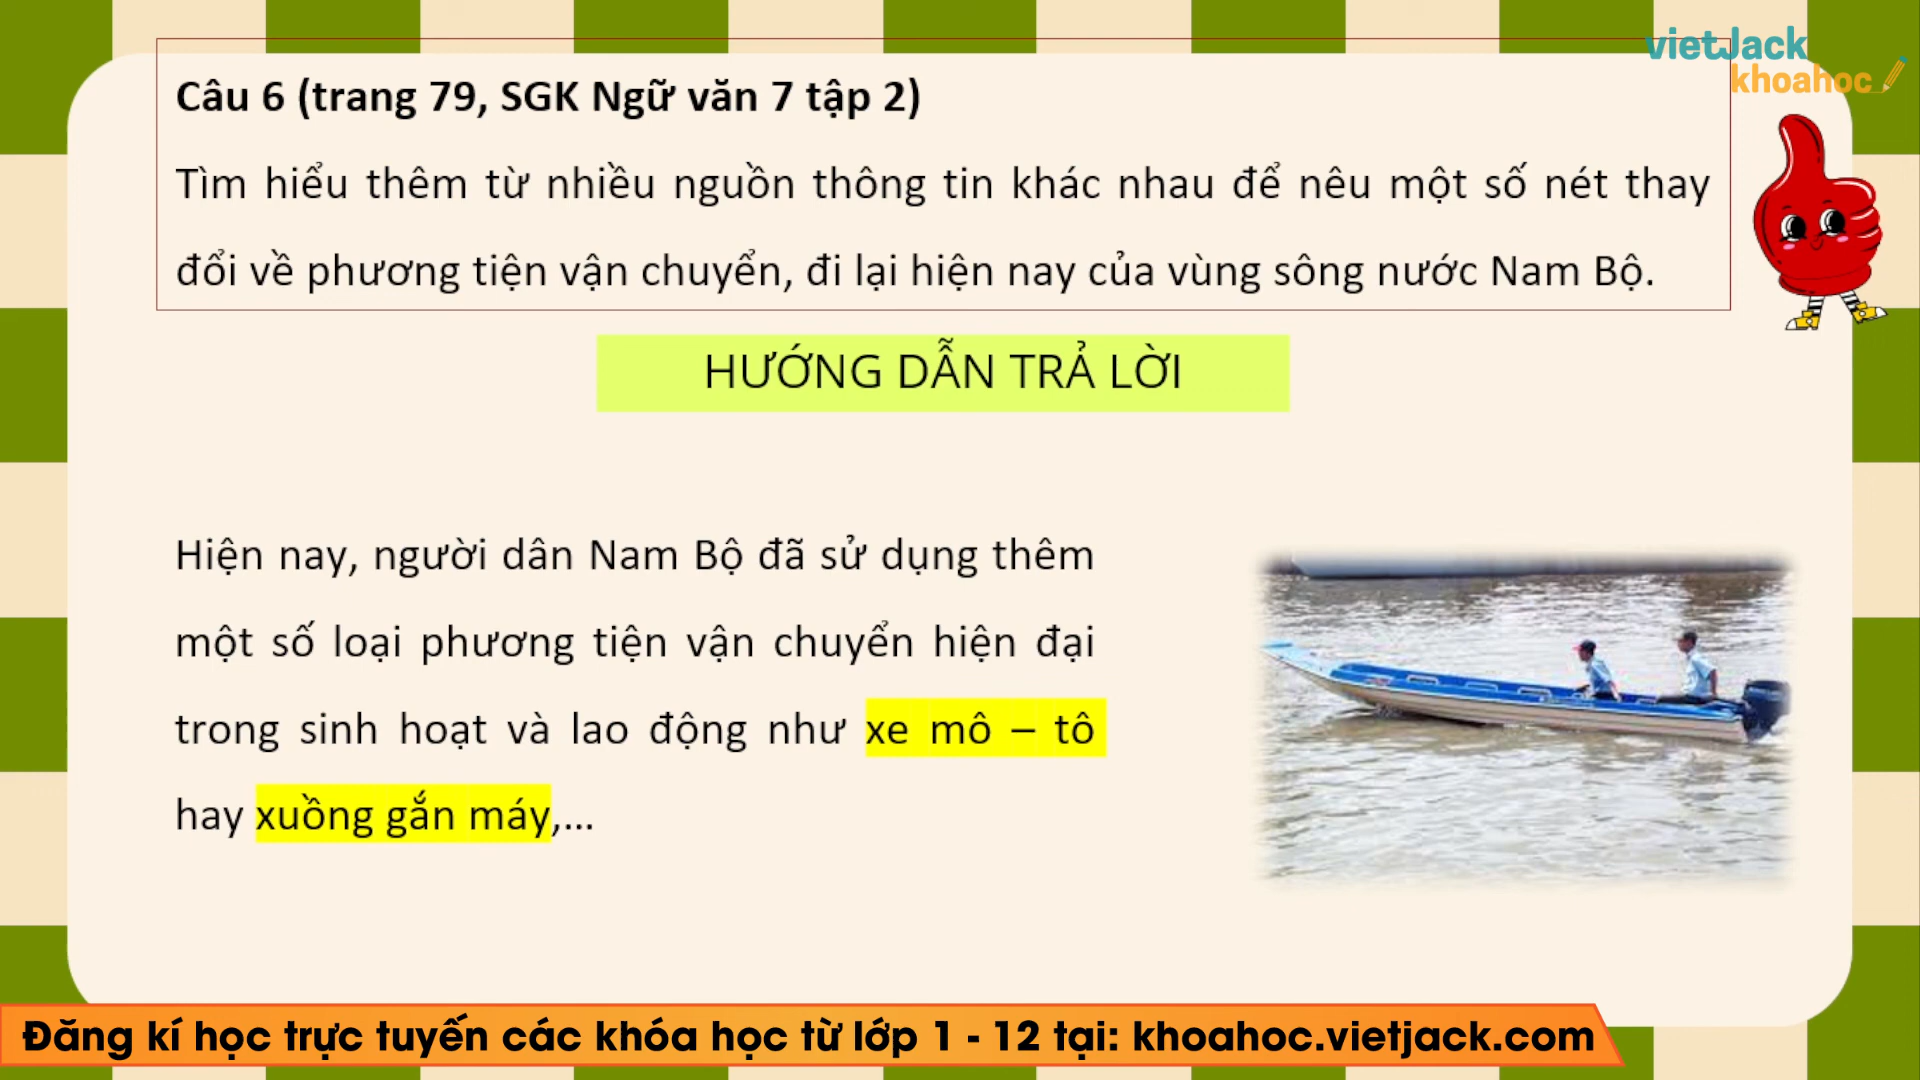 vietJack
khoahoc
Câu 6 (trang 79, SGK Ngữ văn 7 tập 2)
Tìm hiểu thêm từ nhiều nguồn thông tin khác nhau để nêu một số nét thay
đổi về phương tiện vận chuyển, đi lại hiện nay của vùng sông nước Nam Bộ.
HƯỚNG DẪN TRẢ LỜI
Hiện nay, người dân Nam Bộ đã sử dụng thêm
một số loại phương tiện vận chuyển hiện đại
trong sinh hoạt và lao động như xe mô – tô
hay xuồng gắn máy,...
Đăng kí học trực tuyến các khóa học từ lớp 1 - 12 tại: khoahoc.vietjack.com